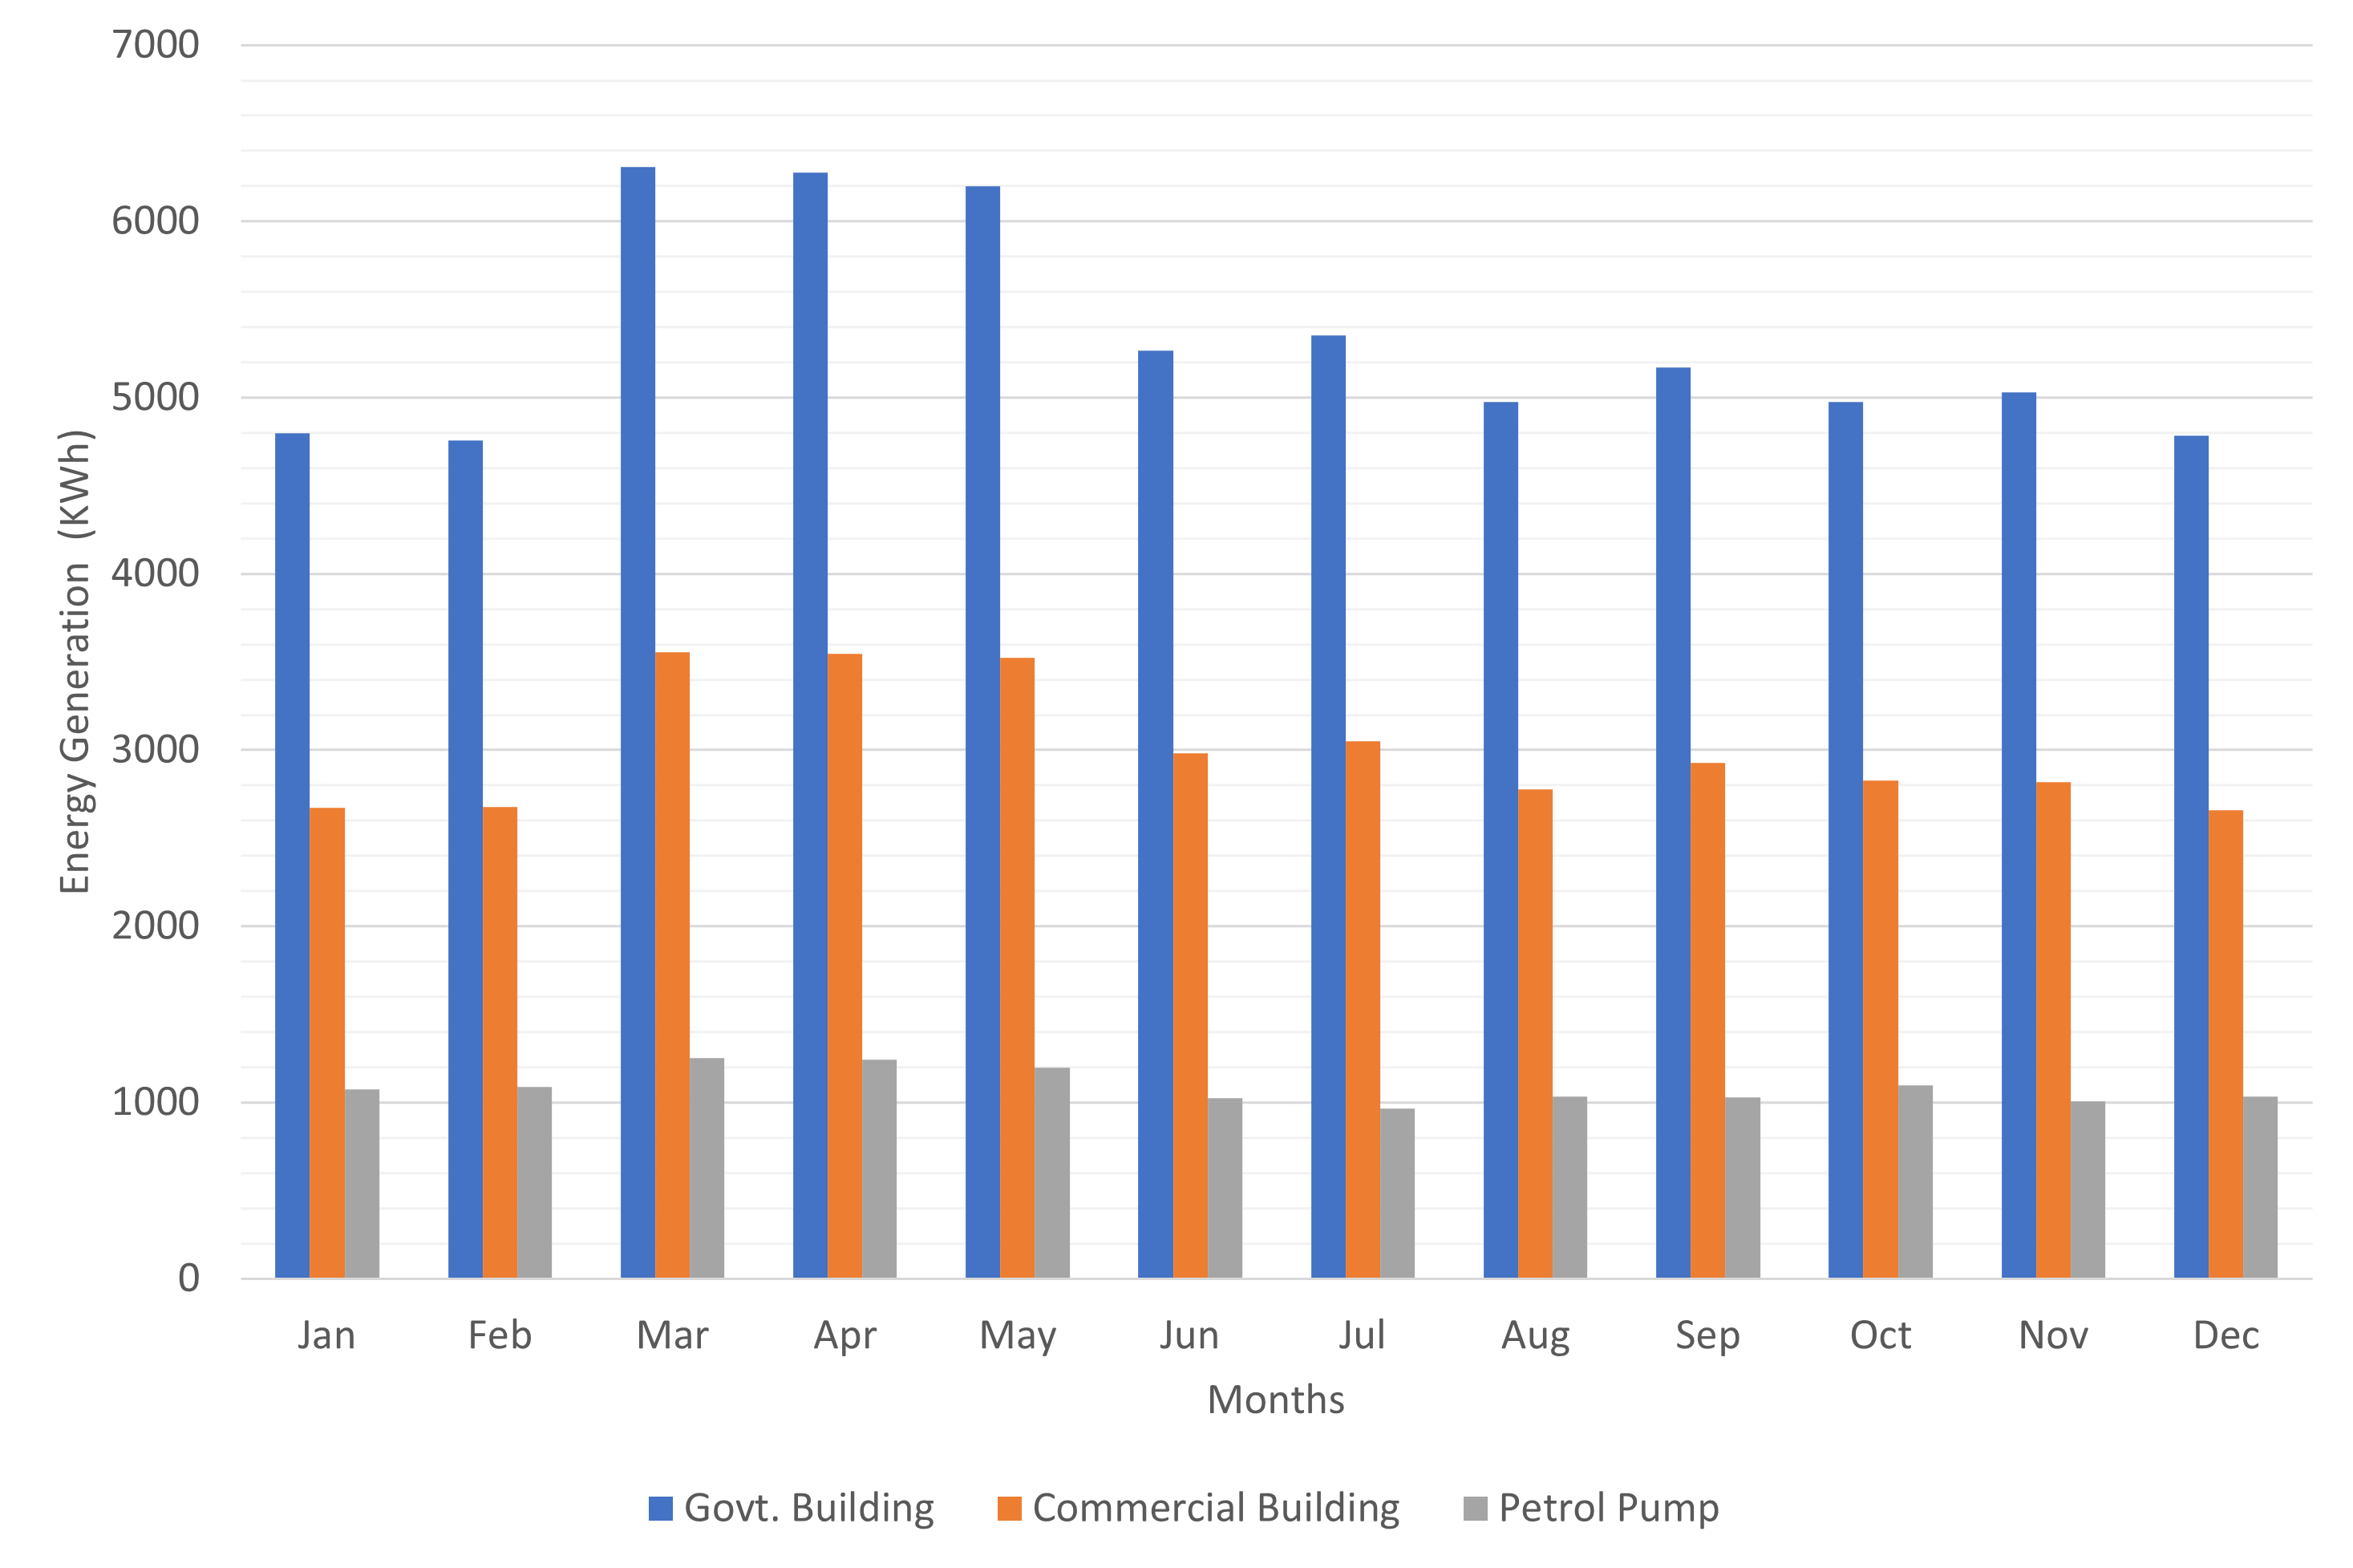 7000
6000
5000
4000
3000
2000
1000
0
Energy Generation (KWh)
Jan Feb Mar Apr May Jun Jul Aug Sep Oct Nov Dec
Months
Govt. Building Commercial Building Petrol Pump